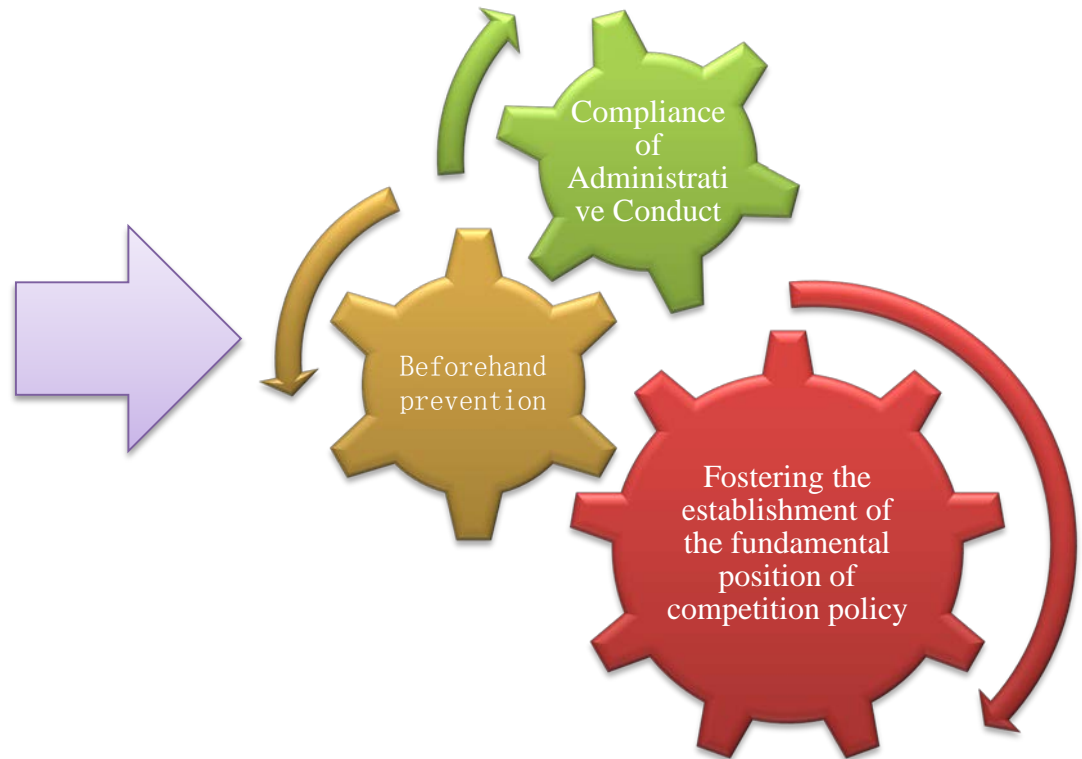 Compliance
of
Administrati
ve Conduct
Beforehand
prevention
Fostering the
establishment of
the fundamental
position of
competition policy